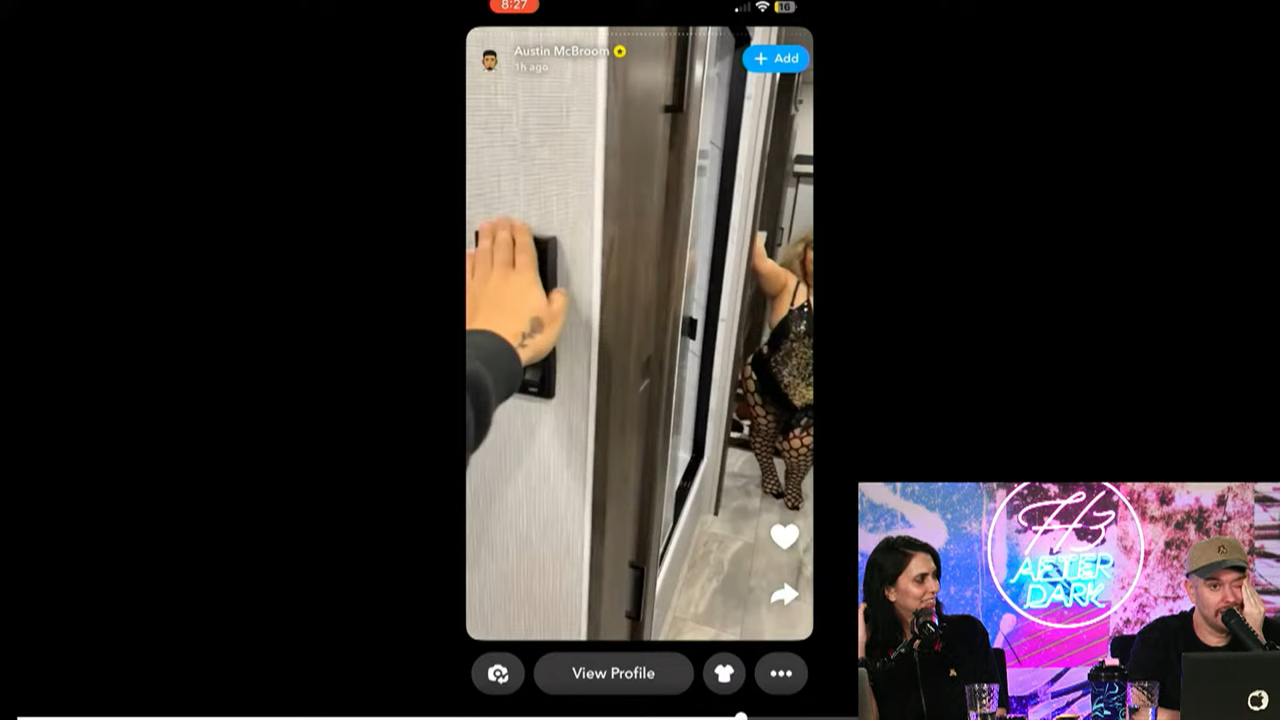 8:27
16
Austin McBroom
1h ago
+ Add
View Profile
H3
AFTER
DARK